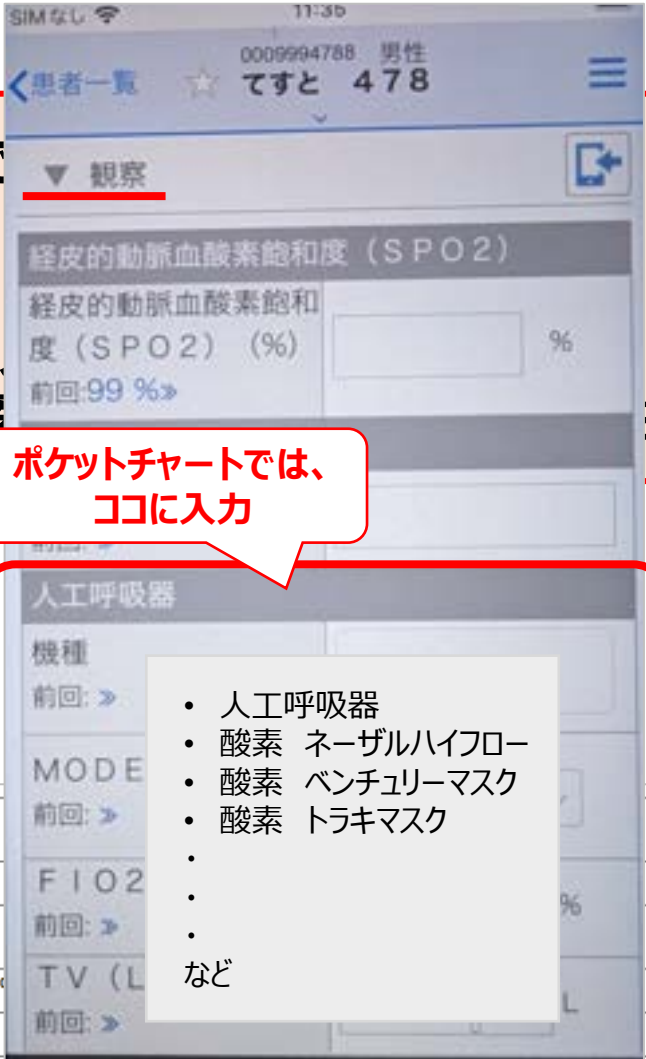 SIMなし
11:35
0009994788 男性
患者一覧
てすと 478
▼ 観察
経皮的動脈血酸素飽和度（SPO2）
経皮的動脈血酸素飽和
度（SPO2）（%）
%
前回:99 %≫
ポケットチャートでは、
ココに入力
人工呼吸器
機種
前回: ≫
MODE
前回: ≫
FIO2
%
前回: ≫
TV（L
L
前回: ≫
• 人工呼吸器
• 酸素 ネーザルハイフロー
• 酸素 ベンチュリーマスク
• 酸素 トラキマスク
・
・
・
など